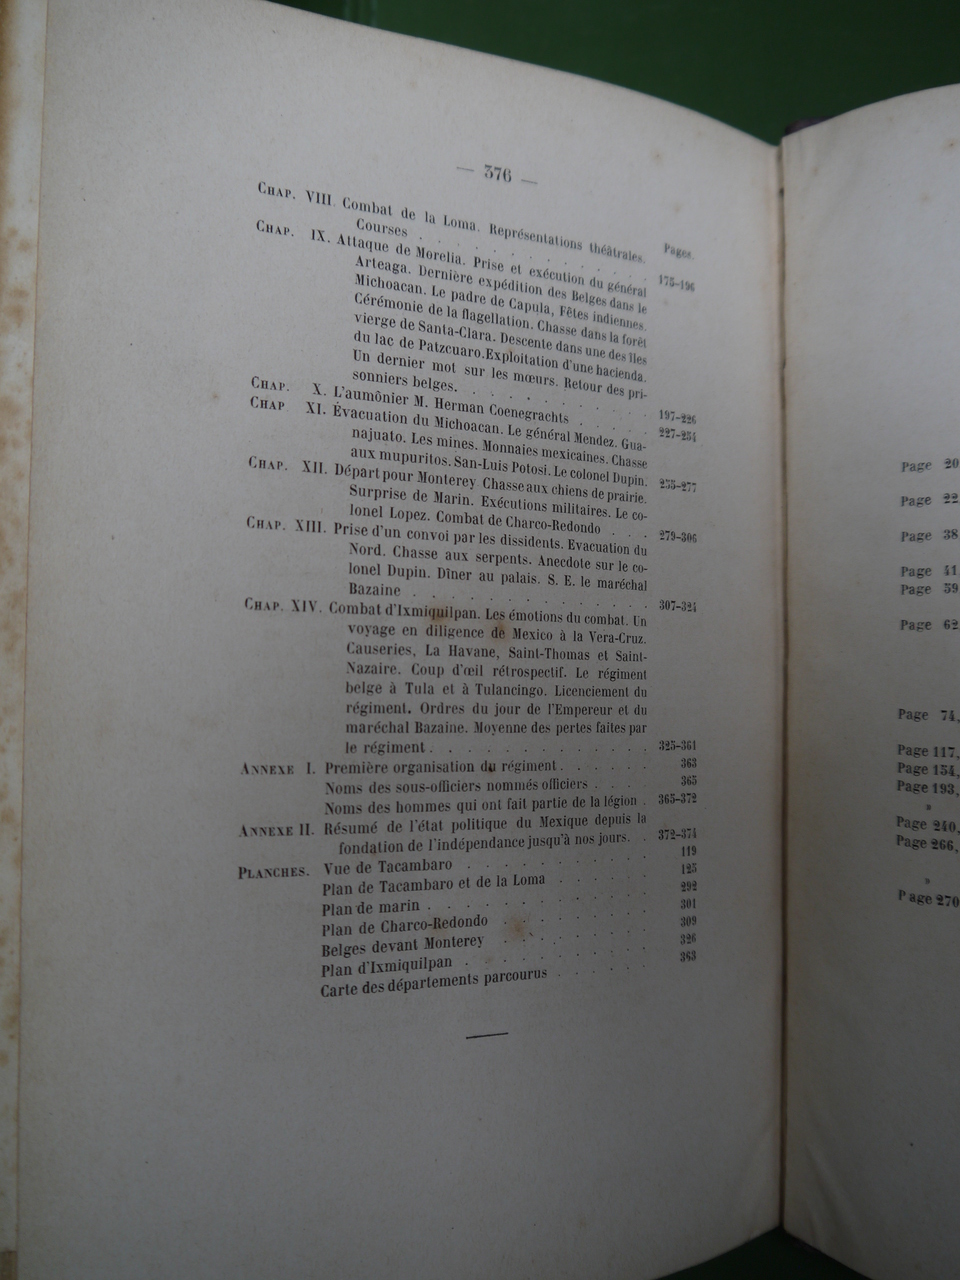 — 376 —
Pages.
CHAP. VIII. Combat de la Loma. Représentations théâtrales.
Courses . . . . . . . . . . . . 175-196
CHAP. IX. Attaque de Morelia. Prise et exécution du général
Arteaga. Dernière expédition des Belges dans le
Michoacan. Le padre de Capula, Fêtes indiennes.
Cérémonie de la flagellation. Chasse dans la forêt
vierge de Santa-Clara. Descente dans une des îles
du lac de Patzcuaro. Exploitation d'une hacienda.
Un dernier mot sur les mœurs. Retour des pri-
sonniers belges. . . . . . . . . . . 197-226
CHAP. X. L'aumônier M. Herman Coenegrachts . . . . . 227-234
CHAP XI. Évacuation du Michoacan. Le général Mendez. Gua-
najuato. Les mines. Monnaies mexicaines. Chasse
aux mupuritos. San-Luis Potosi. Le colonel Dupin. 235-277
CHAP. XII. Départ pour Monterey Chasse aux chiens de prairie.
Surprise de Marin. Exécutions militaires. Le co-
lonel Lopez. Combat de Charco-Redondo . . . 279-306
CHAP. XIII. Prise d'un convoi par les dissidents. Evacuation du
Nord. Chasse aux serpents. Anecdote sur le co-
lonel Dupin. Dîner au palais. S. E. le maréchal
Bazaine . . . . . . . . . . . . . 307-324
CHAP. XIV. Combat d'Ixmiquilpan. Les émotions du combat. Un
voyage en diligence de Mexico à la Vera-Cruz.
Causeries, La Havane, Saint-Thomas et Saint-
Nazaire. Coup d'œil rétrospectif. Le régiment
belge à Tula et à Tulancingo. Licenciement du
régiment. Ordres du jour de l'Empereur et du
maréchal Bazaine. Moyenne des pertes faites par
le régiment . . . . . . . . . . . . 325-361
ANNEXE I. Première organisation du régiment . . . . . . 363
Noms des sous-officiers nommés officiers . . . . 365
Noms des hommes qui ont fait partie de la légion . 365-372
ANNEXE II. Résumé de l'état politique du Mexique depuis la
fondation de l'indépendance jusqu'à nos jours. . 372-374
PLANCHES. Vue de Tacambaro . . . . . . . . . . 119
Plan de Tacambaro et de la Loma . . . . . . 125
Plan de marin . . . . . . . . . . . . 292
Plan de Charco-Redondo . . . . . . . . 301
Belges devant Monterey . . . . . . . . 309
Plan d'Ixmiquilpan . . . . . . . . . . 326
Carte des départements parcourus . . . . . . 363
Page 20
Page 22
Page 38
Page 41
Page 59
Page 62
Page 74,
Page 117,
Page 154,
Page 193,
»
Page 240,
Page 266,
»
Page 270